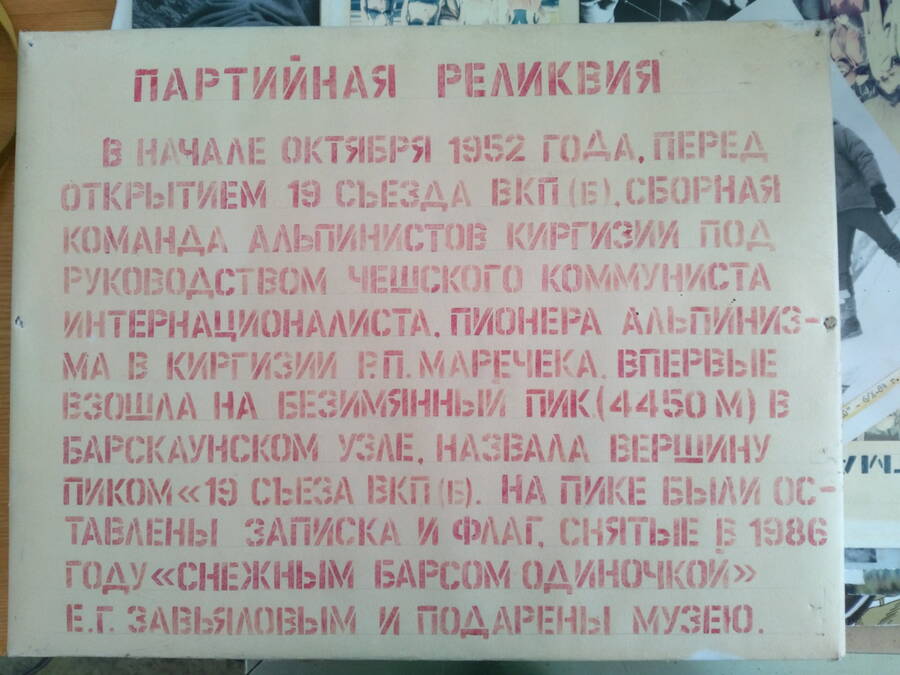 ПАРТИЙНАЯ РЕЛИКВИЯ
В НАЧАЛЕ ОКТЯБРЯ 1952 ГОДА, ПЕРЕД
ОТКРЫТИЕМ 19 СЪЕЗДА ВКП(Б), СБОРНАЯ
КОМАНДА АЛЬПИНИСТОВ КИРГИЗИИ ПОД
РУКОВОДСТВОМ ЧЕШСКОГО КОММУНИСТА
ИНТЕРНАЦИОНАЛИСТА, ПИОНЕРА АЛЬПИНИЗ-
МА В КИРГИЗИИ Р.П. МАРЕЧЕКА, ВПЕРВЫЕ
ВЗОШЛА НА БЕЗИМЯННЫЙ ПИК (4450 М) В
БАРСКАУНСКОМ УЗЛЕ, НАЗВАЛА ВЕРШИНУ
ПИКОМ «19 СЪЕЗА ВКП(Б). НА ПИКЕ БЫЛИ ОС-
ТАВЛЕНЫ ЗАПИСКА И ФЛАГ, СНЯТЫЕ В 1986
ГОДУ «СНЕЖНЫМ БАРСОМ ОДИНОЧКОЙ»
Е.Г. ЗАВЬЯЛОВЫМ И ПОДАРЕНЫ МУЗЕЮ.